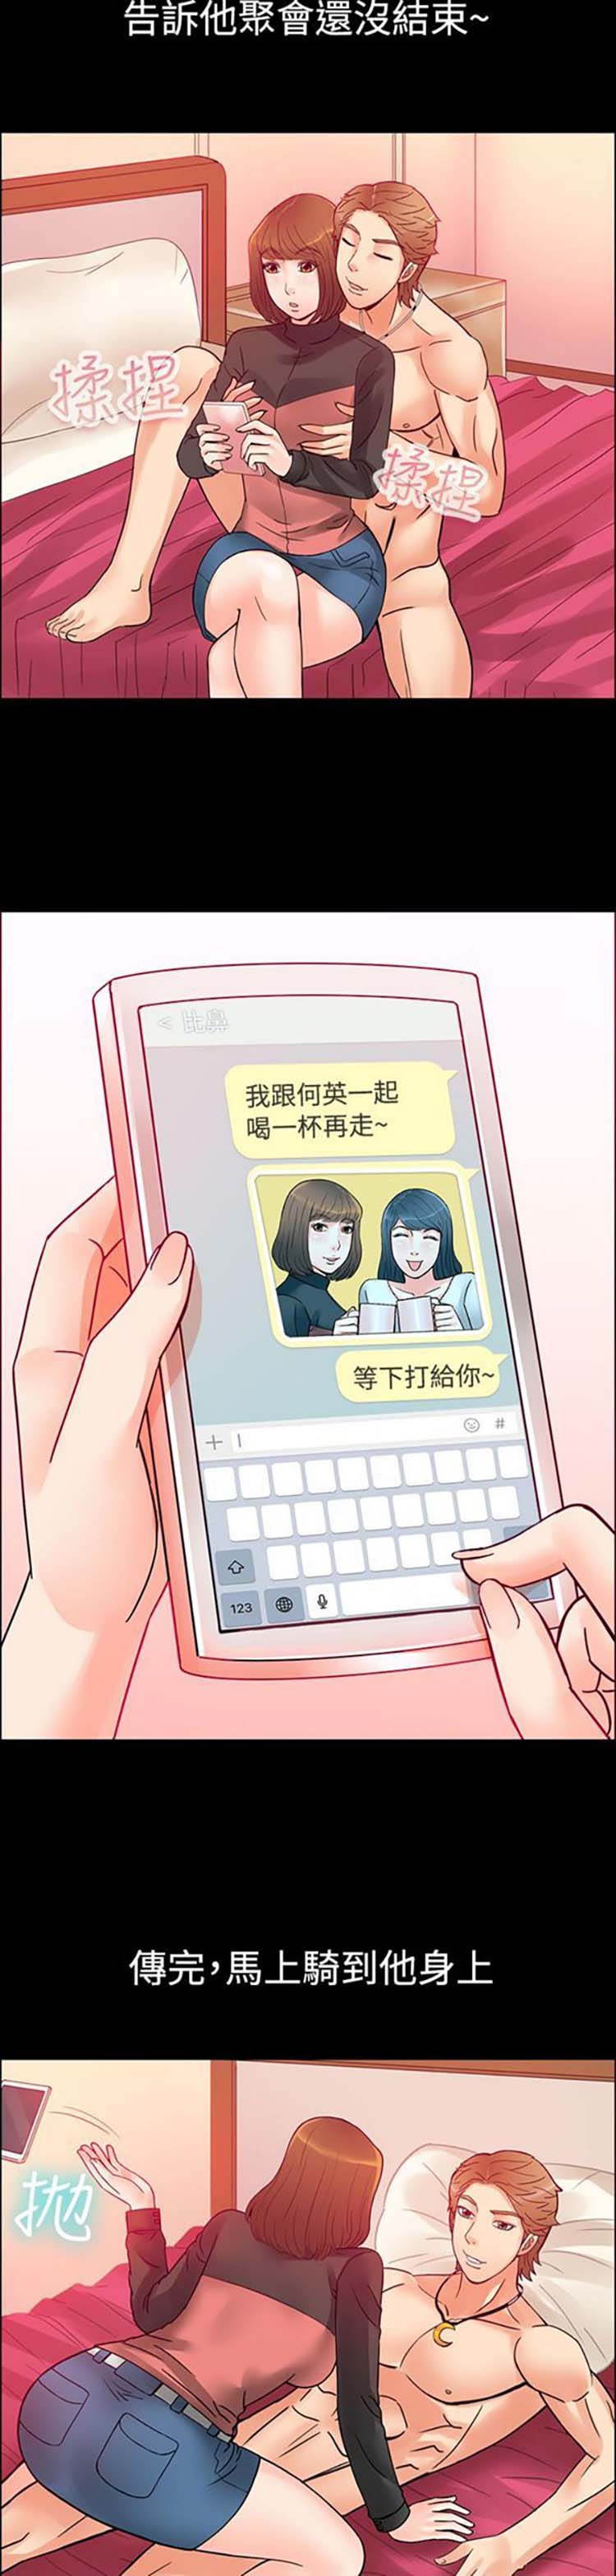 告訴他聚會還沒結束~
揉捏
揉捏
< 比鼻
我跟何英一起
喝一杯再走~
等下打給你~
#
123
傳完，馬上騎到他身上
拋